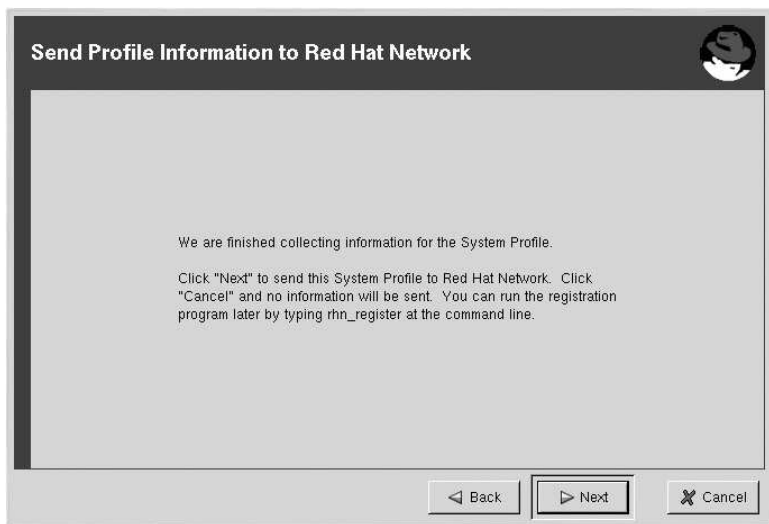 Send Profile Information to Red Hat Network
We are finished collecting information for the System Profile.
Click "Next" to send this System Profile to Red Hat Network.  Click
"Cancel" and no information will be sent.  You can run the registration
program later by typing rhn_register at the command line.
Back
Next
Cancel